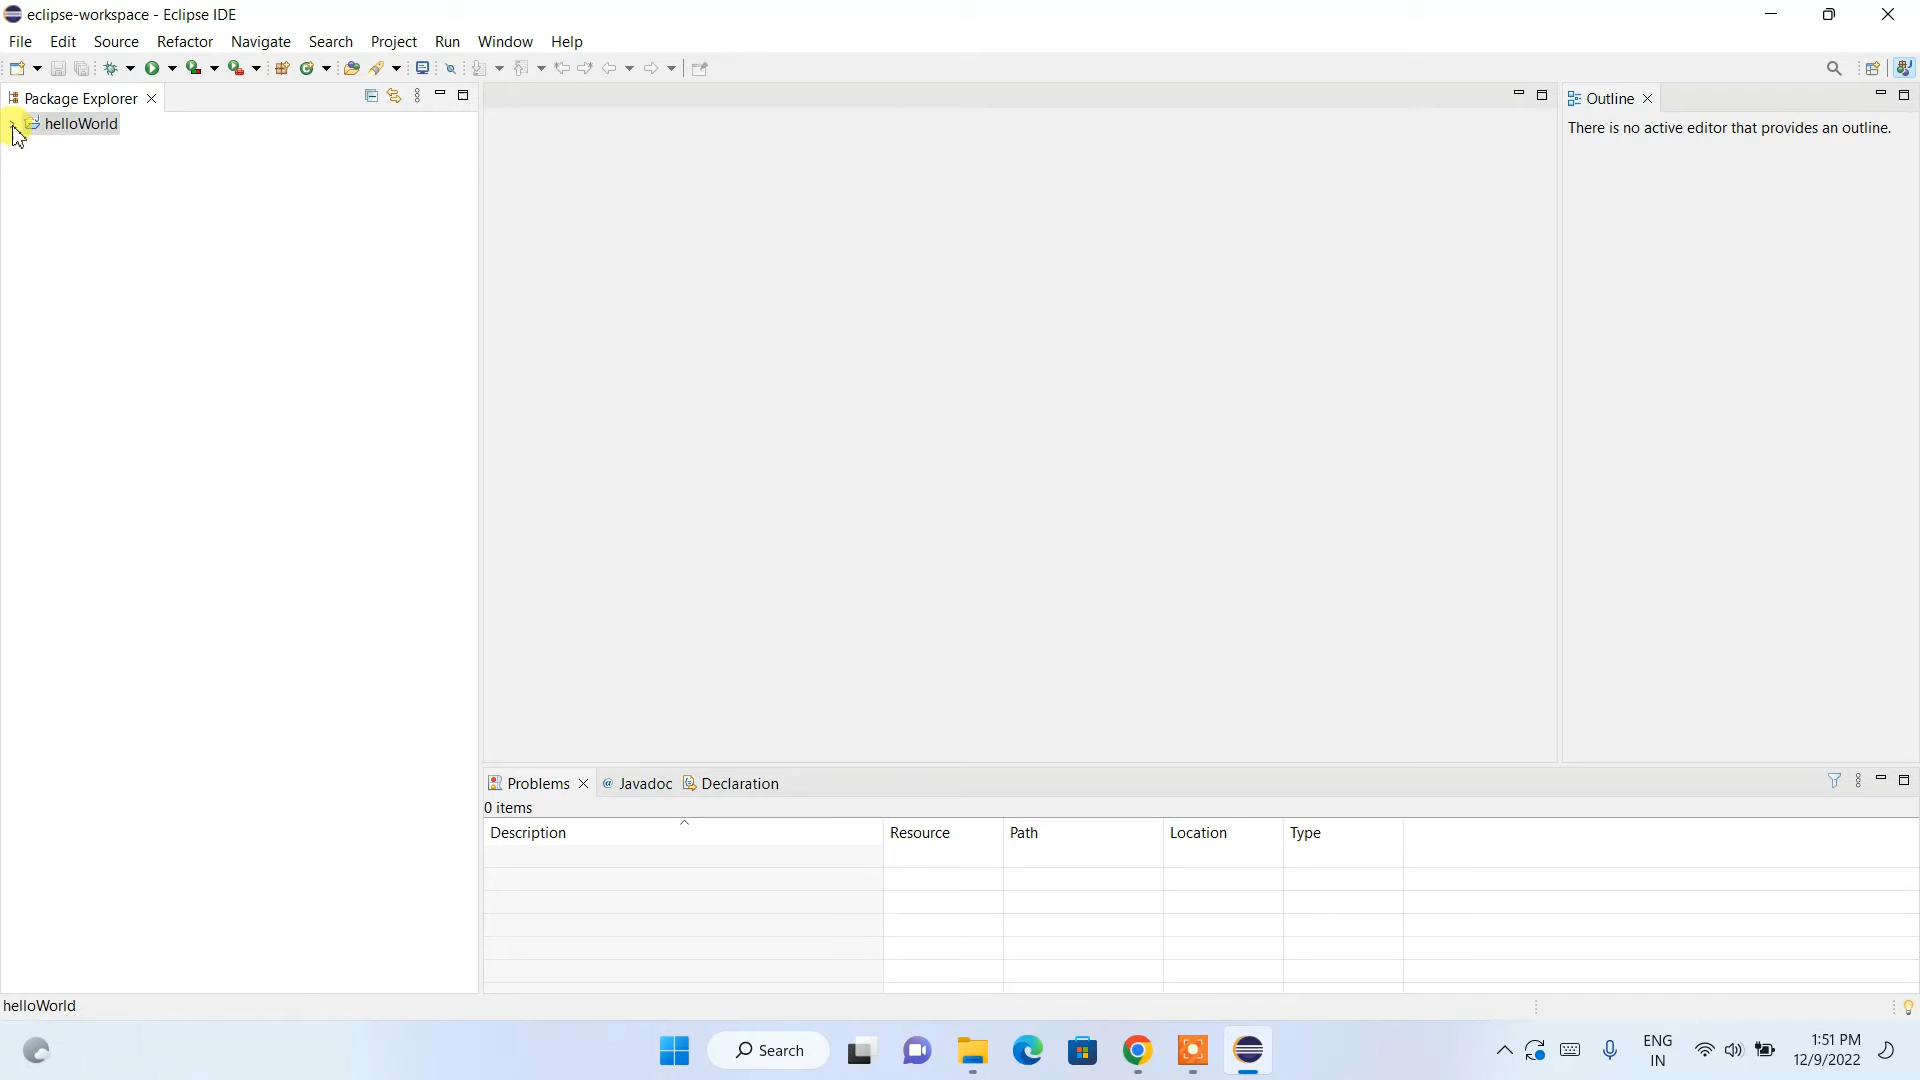 eclipse-workspace - Eclipse IDE
File Edit Source Refactor Navigate Search Project Run Window Help
Package Explorer
helloWorld
Outline
There is no active editor that provides an outline.
Problems @ Javadoc Declaration
0 items
Description Resource Path Location Type
helloWorld
Search
ENG
IN
1:51 PM
12/9/2022